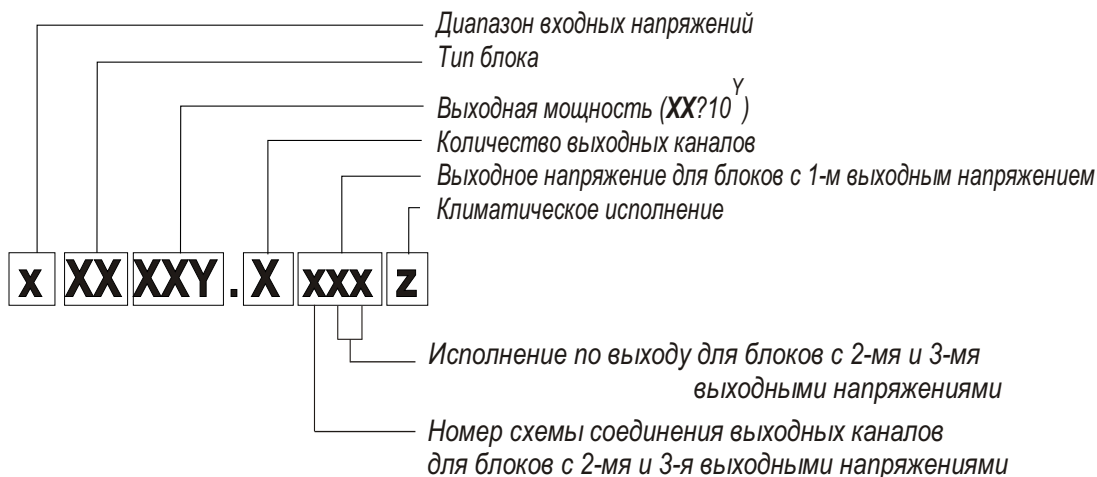 Диапазон входных напряжений
Тип блока
Выходная мощность (XX?10^Y)
Количество выходных каналов
Выходное напряжение для блоков с 1-м выходным напряжением
Климатическое исполнение
x XX XXY . X xxx z
Исполнение по выходу для блоков с 2-мя и 3-мя
выходными напряжениями
Номер схемы соединения выходных каналов
для блоков с 2-мя и 3-я выходными напряжениями